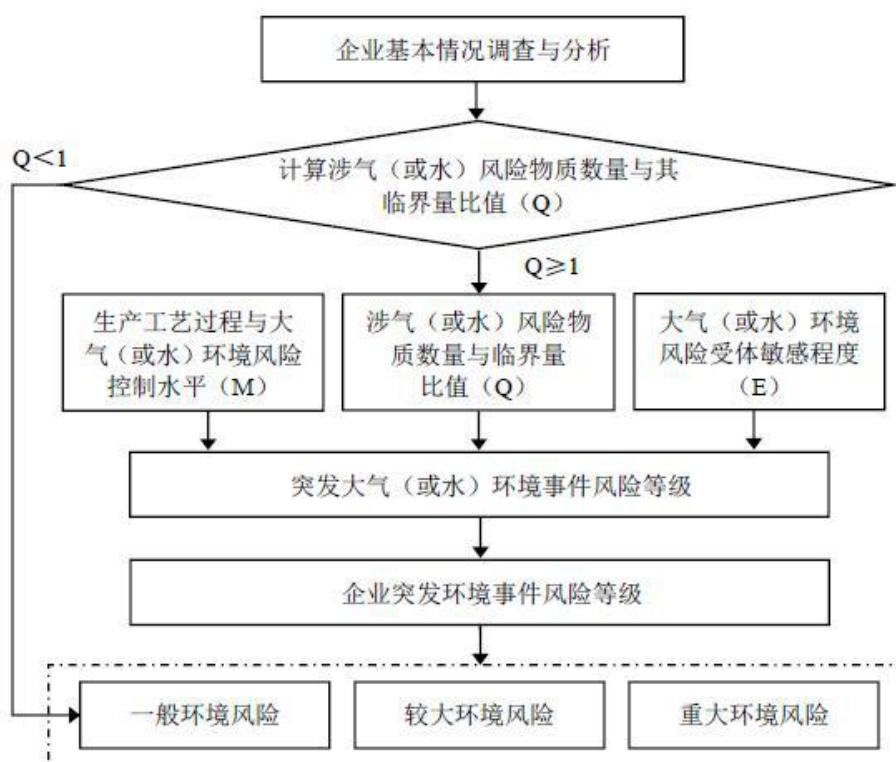 企业基本情况调查与分析
Q＜1
计算涉气（或水）风险物质数量与其
临界量比值（Q）
Q≥1
生产工艺过程与大
气（或水）环境风险
控制水平（M）
涉气（或水）风险物
质数量与临界量
比值（Q）
大气（或水）环境
风险受体敏感程度
（E）
突发大气（或水）环境事件风险等级
企业突发环境事件风险等级
一般环境风险
较大环境风险
重大环境风险